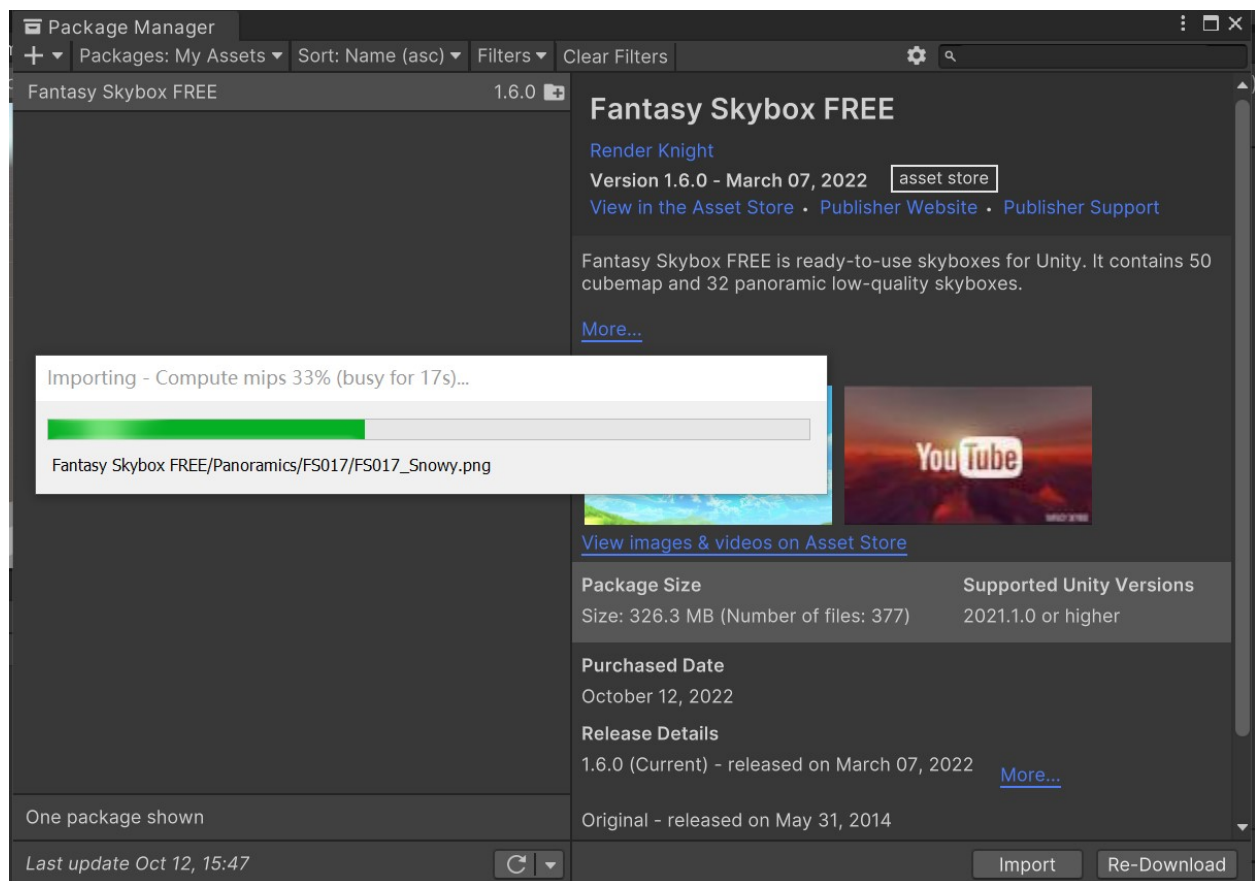 Package Manager
Packages: My Assets Sort: Name (asc) Filters Clear Filters
Fantasy Skybox FREE 1.6.0
Fantasy Skybox FREE
Render Knight
Version 1.6.0 - March 07, 2022 asset store
View in the Asset Store • Publisher Website • Publisher Support
Fantasy Skybox FREE is ready-to-use skyboxes for Unity. It contains 50
cubemap and 32 panoramic low-quality skyboxes.
More...
Importing - Compute mips 33% (busy for 17s)...
Fantasy Skybox FREE/Panoramics/FS017/FS017_Snowy.png
YouTube
View images & videos on Asset Store
Package Size Supported Unity Versions
Size: 326.3 MB (Number of files: 377) 2021.1.0 or higher
Purchased Date
October 12, 2022
Release Details
1.6.0 (Current) - released on March 07, 2022 More...
Original - released on May 31, 2014
One package shown
Last update Oct 12, 15:47
Import Re-Download